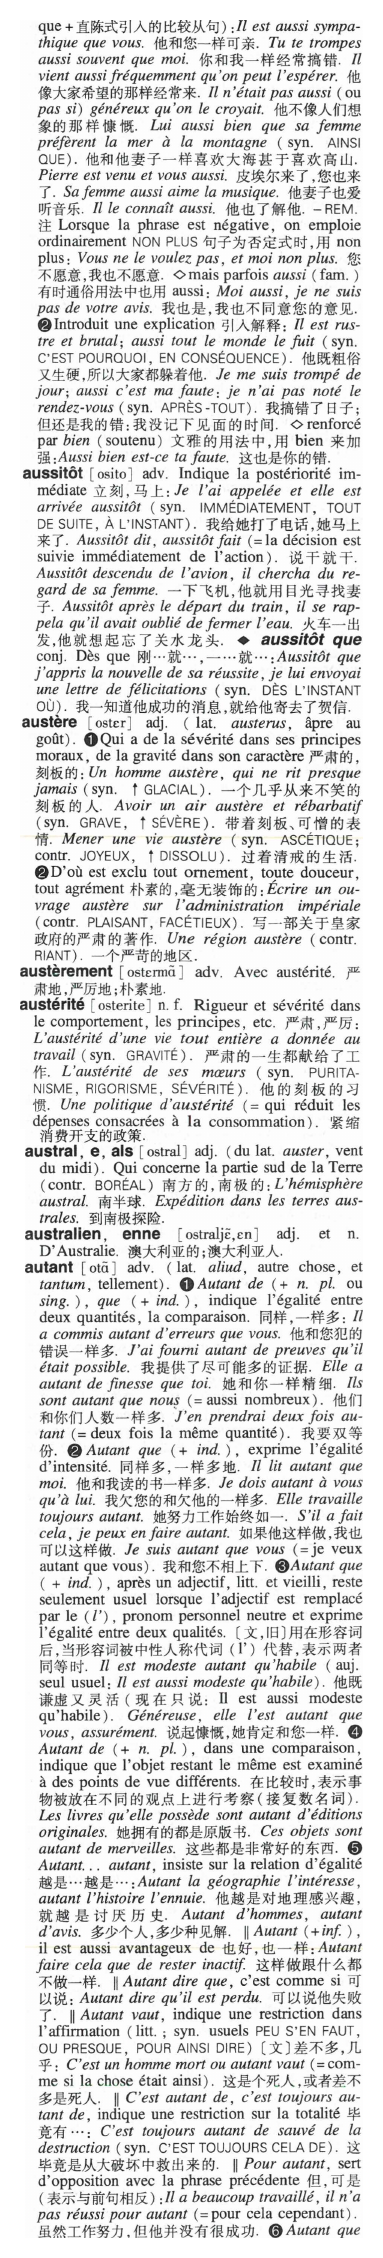 que + 直陈式引入的比较从句) : Il est aussi sympa-
thique que vous. 他和您一样可亲. Tu te trompes
aussi souvent que moi. 你和我一样经常搞错. Il
vient aussi fréquemment qu'on peut l'espérer. 他
像大家希望的那样经常来. Il n'était pas aussi ( ou
pas si) généreux qu'on le croyait. 他不像人们想
象的那样慷慨. Lui aussi bien que sa femme
préfèrent la mer à la montagne ( syn. AINSI
QUE). 他和他妻子一样喜欢大海甚于喜欢高山.
Pierre est venu et vous aussi. 皮埃尔来了,您也来
了. Sa femme aussi aime la musique. 他妻子也爱
听音乐. Il le connaît aussi. 他也了解他. – REM.
注 Lorsque la phrase est négative, on emploie
ordinairement NON PLUS 句子为否定式时,用 non
plus: Vous ne le voulez pas, et moi non plus. 您
不愿意,我也不愿意. ◇mais parfois aussi ( fam. )
有时通俗用法中也用 aussi: Moi aussi, je ne suis
pas de votre avis. 我也是,我也不同意您的意见.
❷Introduit une explication 引入解释: Il est rus-
tre et brutal; aussi tout le monde le fuit ( syn.
C'EST POURQUOI, EN CONSÉQUENCE). 他既粗俗
又生硬,所以大家都躲着他. Je me suis trompé de
jour; aussi c'est ma faute: je n'ai pas noté le
rendez-vous ( syn. APRÈS-TOUT). 我搞错了日子;
但还是我的错:我没记下见面的时间. ◇renforcé
par bien (soutenu) 文雅的用法中,用 bien 来加
强:Aussi bien est-ce ta faute. 这也是你的错.
aussitôt [osito] adv. Indique la postériorité im-
médiate 立刻,马上: Je l'ai appelée et elle est
arrivée aussitôt ( syn. IMMÉDIATEMENT, TOUT
DE SUITE, À L'INSTANT). 我给她打了电话,她马上
来了. Aussitôt dit, aussitôt fait (= la décision est
suivie immédiatement de l'action). 说干就干.
Aussitôt descendu de l'avion, il chercha du re-
gard de sa femme. 一下飞机,他就用目光寻找妻
子. Aussitôt après le départ du train, il se rap-
pela qu'il avait oublié de fermer l'eau. 火车一出
发,他就想起忘了关水龙头. ◆ aussitôt que
conj. Dès que 刚…就…,一…就…:Aussitôt que
j'appris la nouvelle de sa réussite, je lui envoyai
une lettre de félicitations ( syn. DÈS L'INSTANT
OÙ). 我一知道他成功的消息,就给他寄去了贺信.
austère [ostɛr] adj. ( lat. austerus, âpre au
goût). ❶Qui a de la sévérité dans ses principes
moraux, de la gravité dans son caractère 严肃的,
刻板的: Un homme austère, qui ne rit presque
jamais (syn. ↑ GLACIAL). 一个几乎从来不笑的
刻板的人. Avoir un air austère et rébarbatif
(syn. GRAVE, ↑ SÉVÈRE). 带着刻板、可憎的表
情. Mener une vie austère ( syn. ASCÉTIQUE;
contr. JOYEUX, ↑ DISSOLU). 过着清戒的生活.
❷D'où est exclu tout ornement, toute douceur,
tout agrément 朴素的,毫无装饰的:Écrire un ou-
vrage austère sur l'administration impériale
(contr. PLAISANT, FACÉTIEUX). 写一部关于皇家
政府的严肃的著作. Une région austère ( contr.
RIANT). 一个严苛的地区.
austèrement [ostɛrmɑ̃] adv. Avec austérité. 严
肃地,严厉地;朴素地.
austérité [osterite] n. f. Rigueur et sévérité dans
le comportement, les principes, etc. 严肃,严厉:
L'austérité d'une vie tout entière a donnée au
travail ( syn. GRAVITÉ). 严肃的一生都献给了工
作. L'austérité de ses mœurs ( syn. PURITA-
NISME, RIGORISME, SÉVÉRITÉ). 他的刻板的习
惯. Une politique d'austérité (= qui réduit les
dépenses consacrées à la consommation). 紧缩
消费开支的政策.
austral, e, als [ostral] adj. (du lat. auster, vent
du midi). Qui concerne la partie sud de la Terre
(contr. BORÉAL) 南方的,南极的: L'hémisphère
austral. 南半球. Expédition dans les terres aus-
trales. 到南极探险.
australien, enne [ostraljɛ̃,ɛn] adj. et n.
D'Australie. 澳大利亚的;澳大利亚人.
autant [otɑ̃] adv. ( lat. aliud, autre chose, et
tantum, tellement). ❶Autant de (+ n. pl. ou
sing. ), que (+ ind. ), indique l'égalité entre
deux quantités, la comparaison. 同样,一样多: Il
a commis autant d'erreurs que vous. 他和您犯的
错误一样多. J'ai fourni autant de preuves qu'il
était possible. 我提供了尽可能多的证据. Elle a
autant de finesse que toi. 她和你一样精细. Ils
sont autant que nous (= aussi nombreux). 他们
和你们人数一样多. J'en prendrai deux fois au-
tant (= deux fois la même quantité). 我要双等
份. ❷ Autant que (+ ind. ), exprime l'égalité
d'intensité. 同样多,一样多地. Il lit autant que
moi. 他和我读的书一样多. Je dois autant à vous
qu'à lui. 我欠您的和欠他的一样多. Elle travaille
toujours autant. 她努力工作始终如一. S'il a fait
cela, je peux en faire autant. 如果他这样做,我也
可以这样做. Je suis autant que vous (= je veux
autant que vous). 我和您不相上下. ❸Autant que
( + ind. ), après un adjectif, litt. et vieilli, reste
seulement usuel lorsque l'adjectif est remplacé
par le (l'), pronom personnel neutre et exprime
l'égalité entre deux qualités.〔文,旧〕用在形容词
后,当形容词被中性人称代词(l')代替,表示两者
同等时. Il est modeste autant qu'habile ( auj.
seul usuel: Il est aussi modeste qu'habile). 他既
谦虚又灵活(现在只说: Il est aussi modeste
qu'habile). Généreuse, elle l'est autant que
vous, assurément. 说起慷慨,她肯定和您一样. ❹
Autant de (+ n. pl. ), dans une comparaison,
indique que l'objet restant le même est examiné
à des points de vue différents. 在比较时,表示事
物被放在不同的观点上进行考察(接复数名词).
Les livres qu'elle possède sont autant d'éditions
originales. 她拥有的都是原版书. Ces objets sont
autant de merveilles. 这些都是非常好的东西. ❺
Autant... autant, insiste sur la relation d'égalité
越是…越是…:Autant la géographie l'intéresse,
autant l'histoire l'ennuie. 他越是对地理感兴趣,
就越是讨厌历史. Autant d'hommes, autant
d'avis. 多少个人,多少种见解. ‖ Autant (+inf. ),
il est aussi avantageux de 也好,也一样: Autant
faire cela que de rester inactif. 这样做跟什么都
不做一样. ‖ Autant dire que, c'est comme si 可
以说: Autant dire qu'il est perdu. 可以说他失败
了. ‖ Autant vaut, indique une restriction dans
l'affirmation ( litt. ; syn. usuels PEU S'EN FAUT,
OU PRESQUE, POUR AINSI DIRE)〔文〕差不多,几
乎: C'est un homme mort ou autant vaut (= com-
me si la chose était ainsi). 这是个死人,或者差不
多是死人. ‖ C'est autant de, c'est toujours au-
tant de, indique une restriction sur la totalité 毕
竟有…: C'est toujours autant de sauvé de la
destruction ( syn. C'EST TOUJOURS CELA DE). 这
毕竟是从大破坏中救出来的. ‖ Pour autant, sert
d'opposition avec la phrase précédente 但,可是
(表示与前句相反):Il a beaucoup travaillé, il n'a
pas réussi pour autant (= pour cela cependant).
虽然工作努力,但他并没有很成功. ❻ Autant que